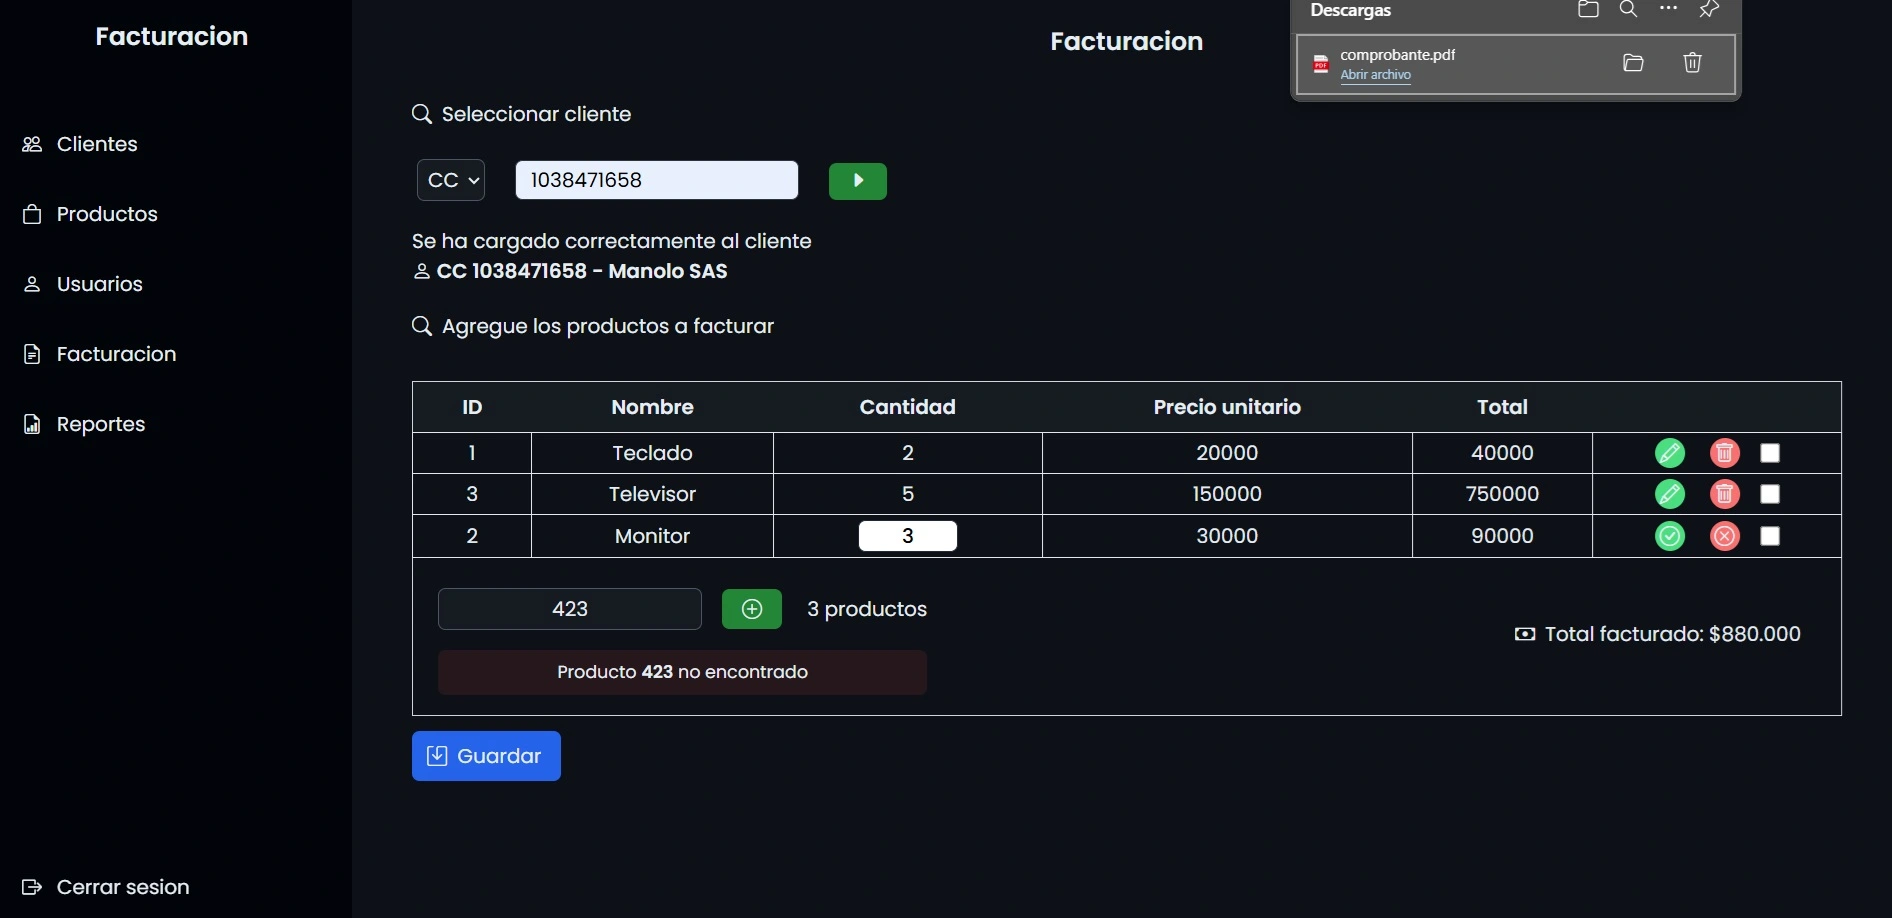 Facturacion
Clientes
Productos
Usuarios
Facturacion
Reportes
Cerrar sesion
Facturacion
Descargas
comprobante.pdf
Abrir archivo
Seleccionar cliente
CC 1038471658
Se ha cargado correctamente al cliente
CC 1038471658 - Manolo SAS
Agregue los productos a facturar
ID Nombre Cantidad Precio unitario Total
1 Teclado 2 20000 40000
3 Televisor 5 150000 750000
2 Monitor 3 30000 90000
423 3 productos
Total facturado: $880.000
Producto 423 no encontrado
Guardar